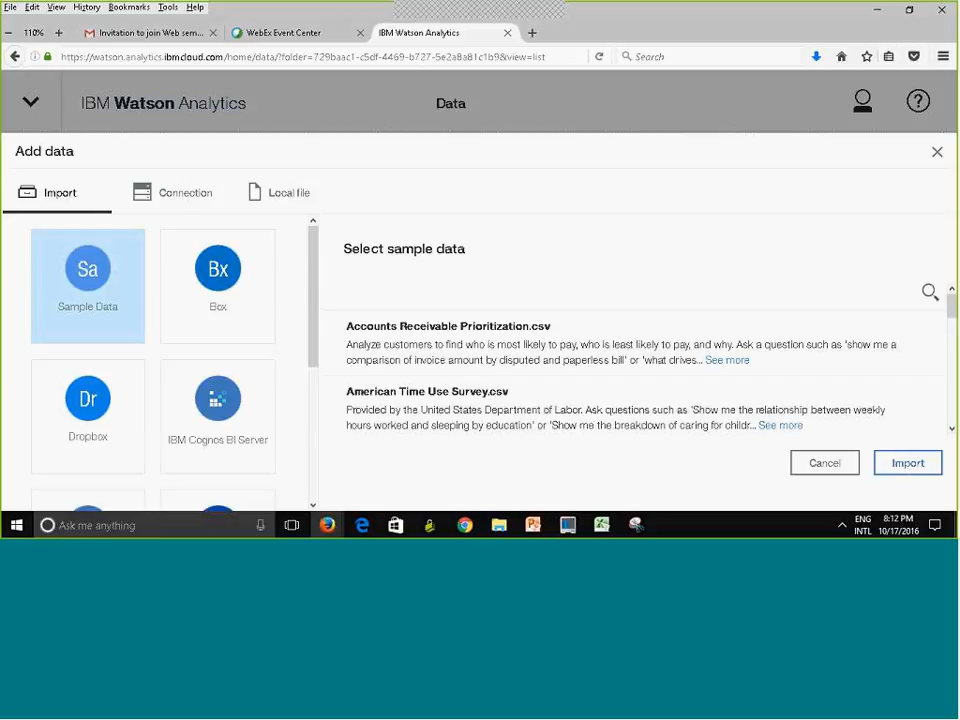 File Edit View History Bookmarks Tools Help
110% Invitation to join Web sem... WebEx Event Center IBM Watson Analytics
https://watson.analytics.ibmcloud.com/home/data/?folder=729baac1-c5df-4469-b727-5e2a8a81c1b9&view=list Search
IBM Watson Analytics Data
Add data
Import Connection Local file
Sa Bx
Sample Data Box
Dr
Dropbox IBM Cognos BI Server
Select sample data
Accounts Receivable Prioritization.csv
Analyze customers to find who is most likely to pay, who is least likely to pay, and why. Ask a question such as 'show me a
comparison of invoice amount by disputed and paperless bill' or 'what drives... See more
American Time Use Survey.csv
Provided by the United States Department of Labor. Ask questions such as 'Show me the relationship between weekly
hours worked and sleeping by education' or 'Show me the breakdown of caring for childr... See more
Cancel Import
Ask me anything
ENG 8:12 PM
INTL 10/17/2016